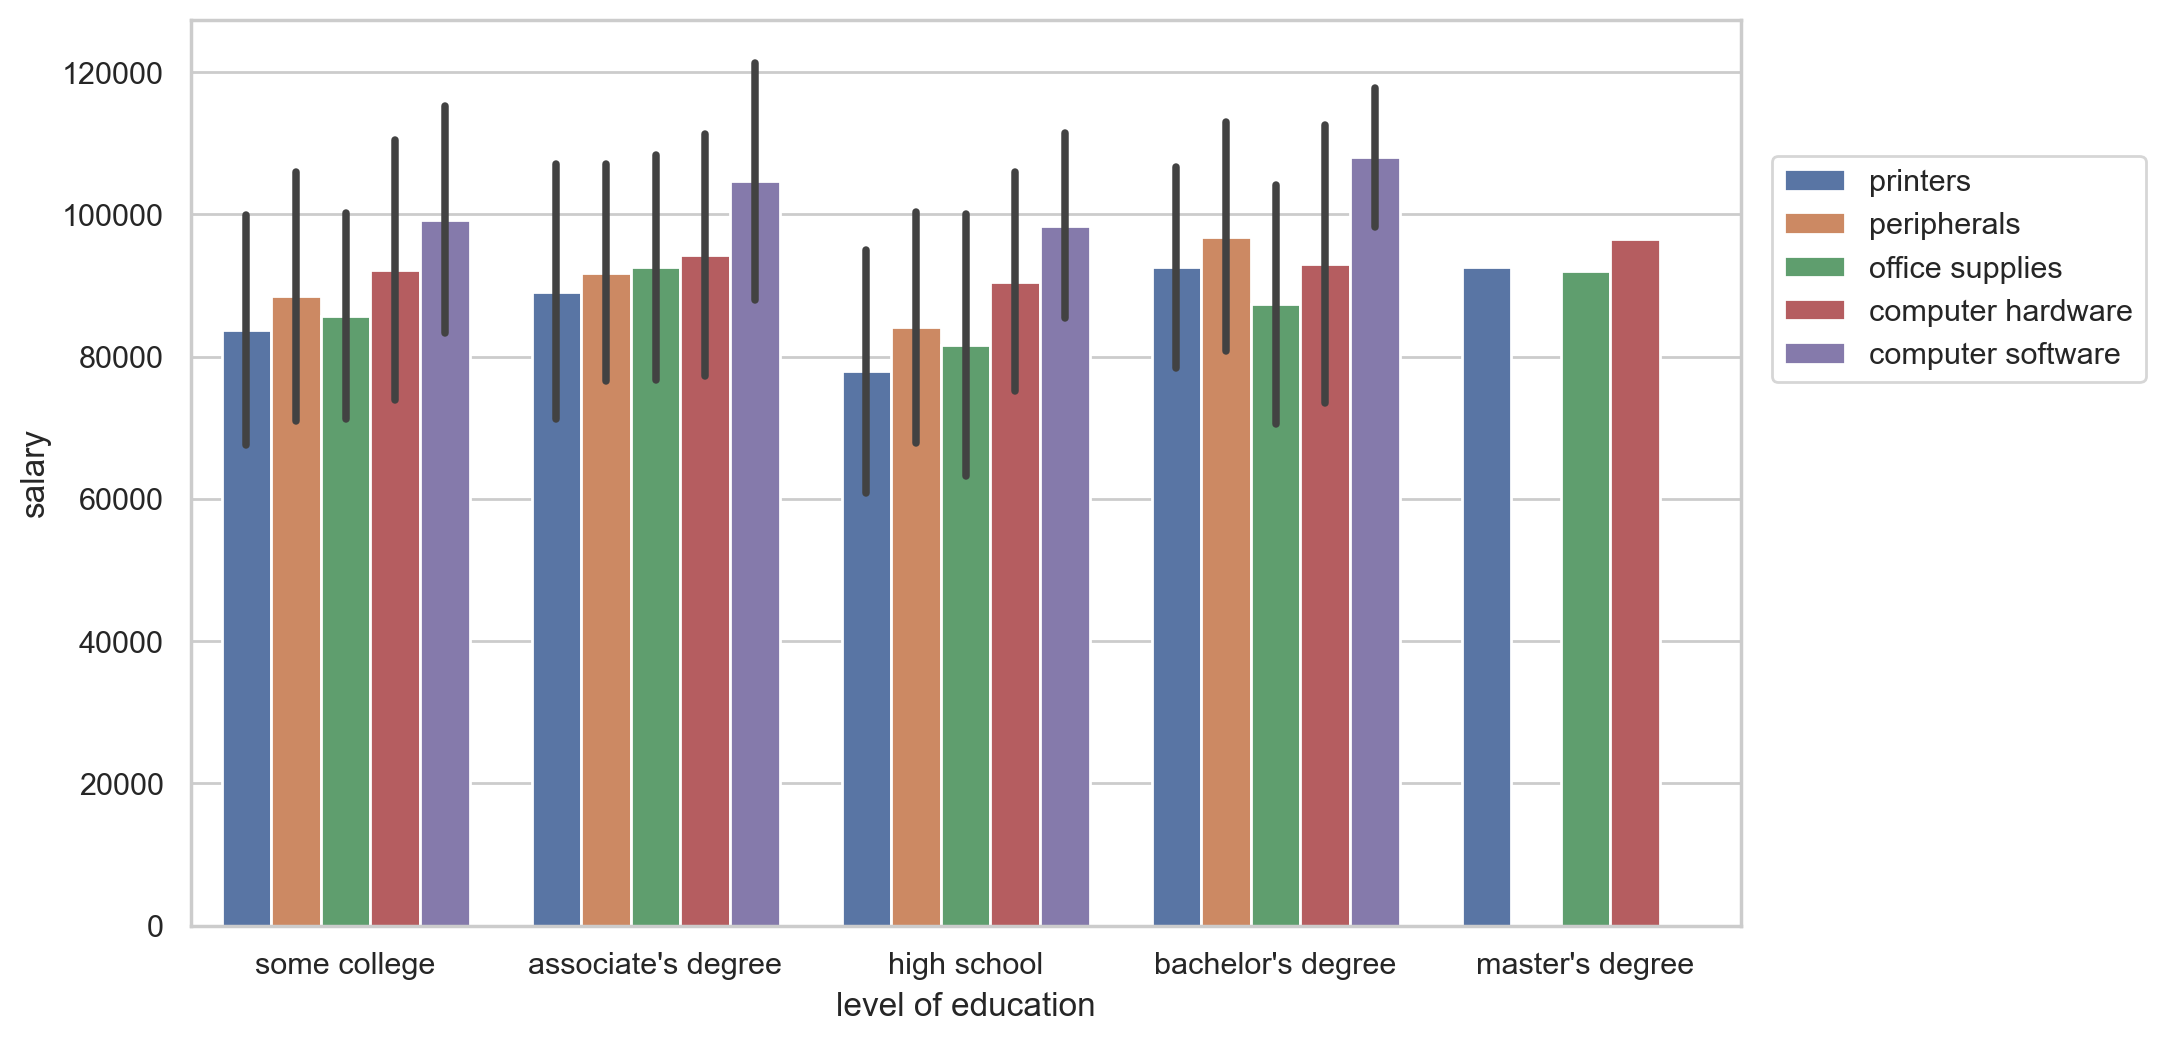 120000
100000
80000
60000
40000
20000
0
salary
some college
associate's degree
high school
bachelor's degree
master's degree
level of education
printers
peripherals
office supplies
computer hardware
computer software